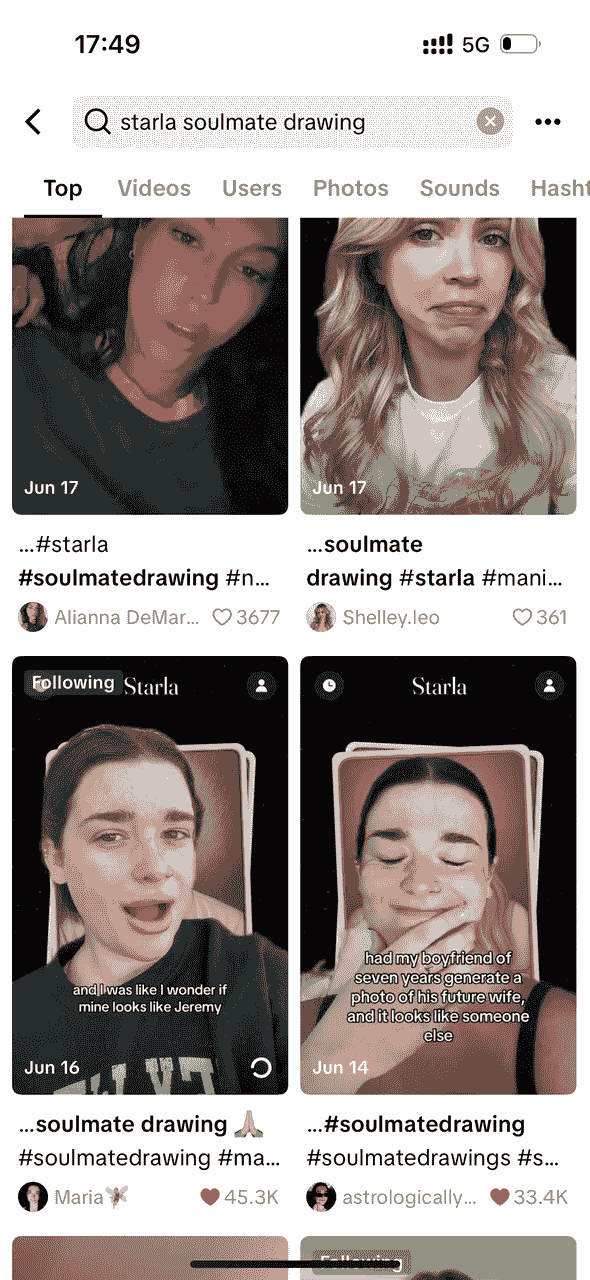 17:49
5G
starla soulmate drawing
Top Videos Users Photos Sounds Hasht
Jun 17
...#starla
#soulmatedrawing #n...
Alianna DeMar... 3677
Jun 17
...soulmate
drawing #starla #mani...
Shelley.leo 361
Following
Starla
and I was like I wonder if
mine looks like Jeremy
Jun 16
...soulmate drawing 🙏🏻
#soulmatedrawing #ma...
Maria 45.3K
Starla
had my boyfriend of
seven years generate a
photo of his future wife,
and it looks like someone
else
Jun 14
...#soulmatedrawing
#soulmatedrawings #s...
astrologically... 33.4K
Following